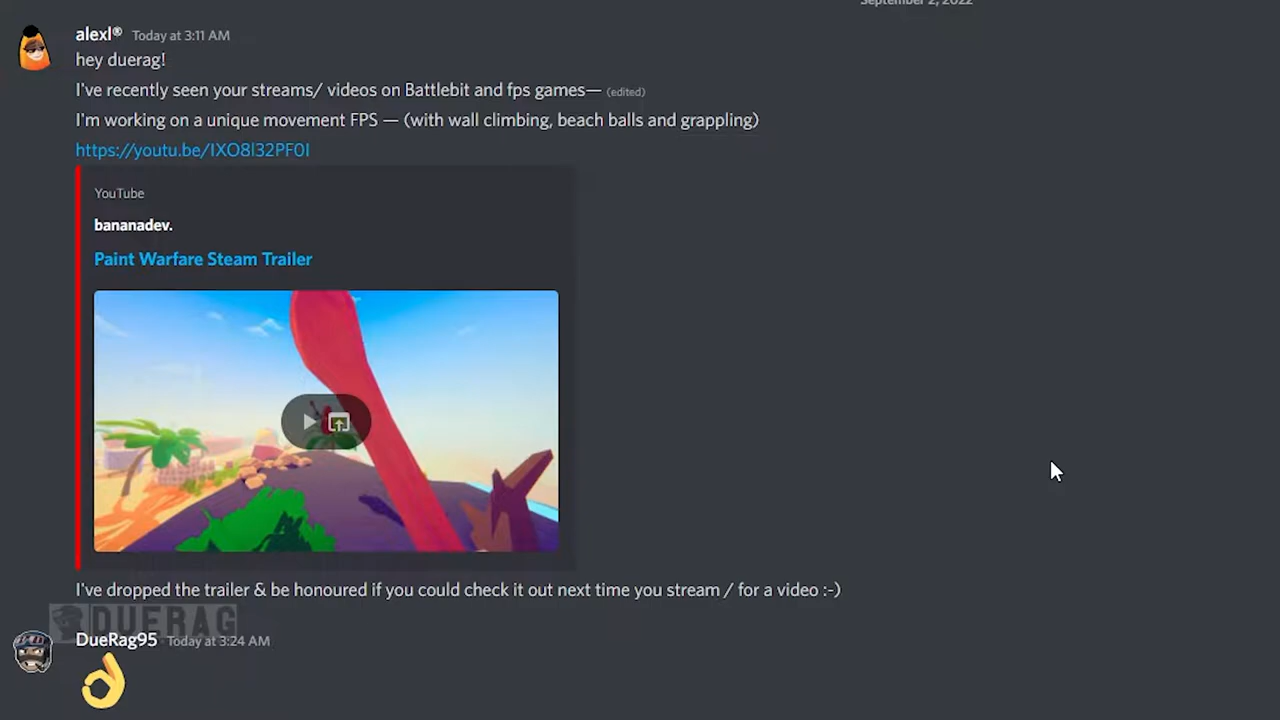 September 2, 2022
alexl® Today at 3:11 AM
hey duerag!
I've recently seen your streams/ videos on Battlebit and fps games— (edited)
I'm working on a unique movement FPS — (with wall climbing, beach balls and grappling)
https://youtu.be/IXO8l32PF0I
YouTube
bananadev.
Paint Warfare Steam Trailer
I've dropped the trailer & be honoured if you could check it out next time you stream / for a video :-)
DUERAG
DueRag95 Today at 3:24 AM